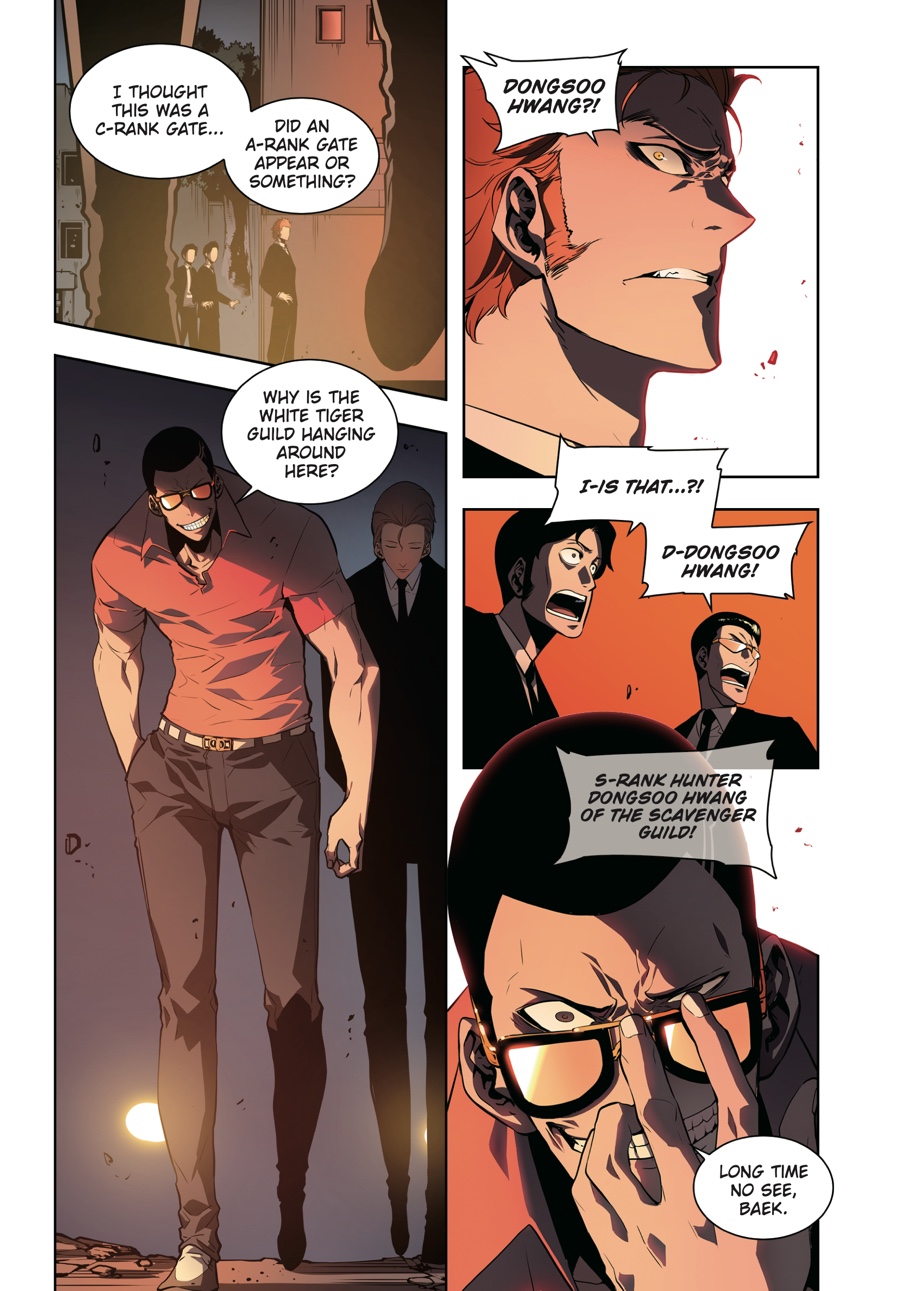 I THOUGHT
THIS WAS A
C-RANK GATE...
DID AN
A-RANK GATE
APPEAR OR
SOMETHING?
WHY IS THE
WHITE TIGER
GUILD HANGING
AROUND
HERE?
DONGSOO
HWANG?!
I-IS THAT...?!
D-DONGSOO
HWANG!
S-RANK HUNTER
DONGSOO HWANG
OF THE SCAVENGER
GUILD!
LONG TIME
NO SEE,
BAEK.